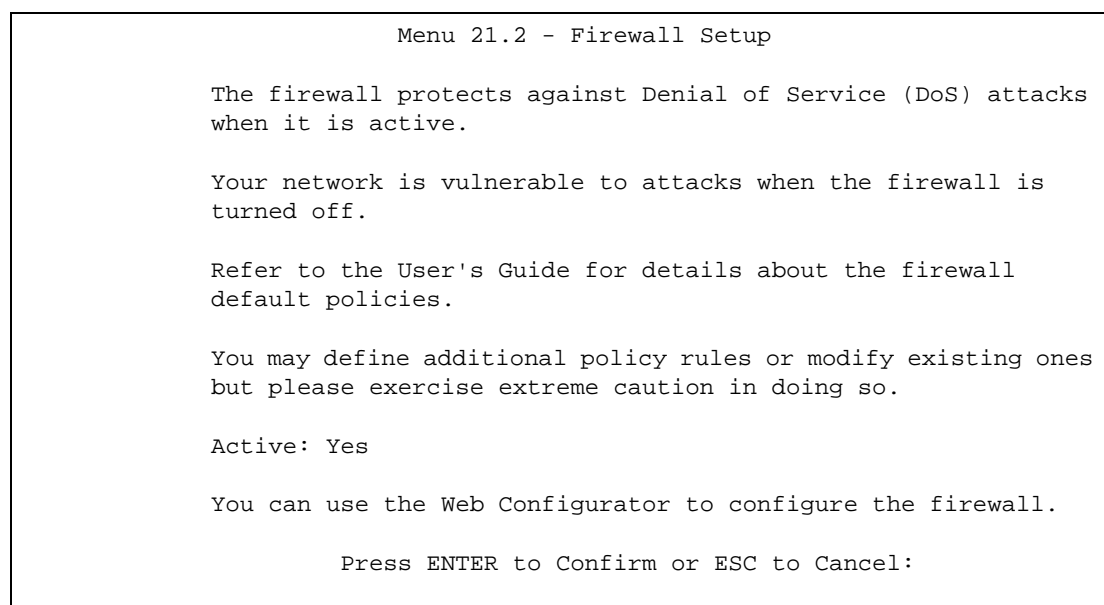 Menu 21.2 - Firewall Setup
The firewall protects against Denial of Service (DoS) attacks
when it is active.
Your network is vulnerable to attacks when the firewall is
turned off.
Refer to the User's Guide for details about the firewall
default policies.
You may define additional policy rules or modify existing ones
but please exercise extreme caution in doing so.
Active: Yes
You can use the Web Configurator to configure the firewall.
Press ENTER to Confirm or ESC to Cancel: